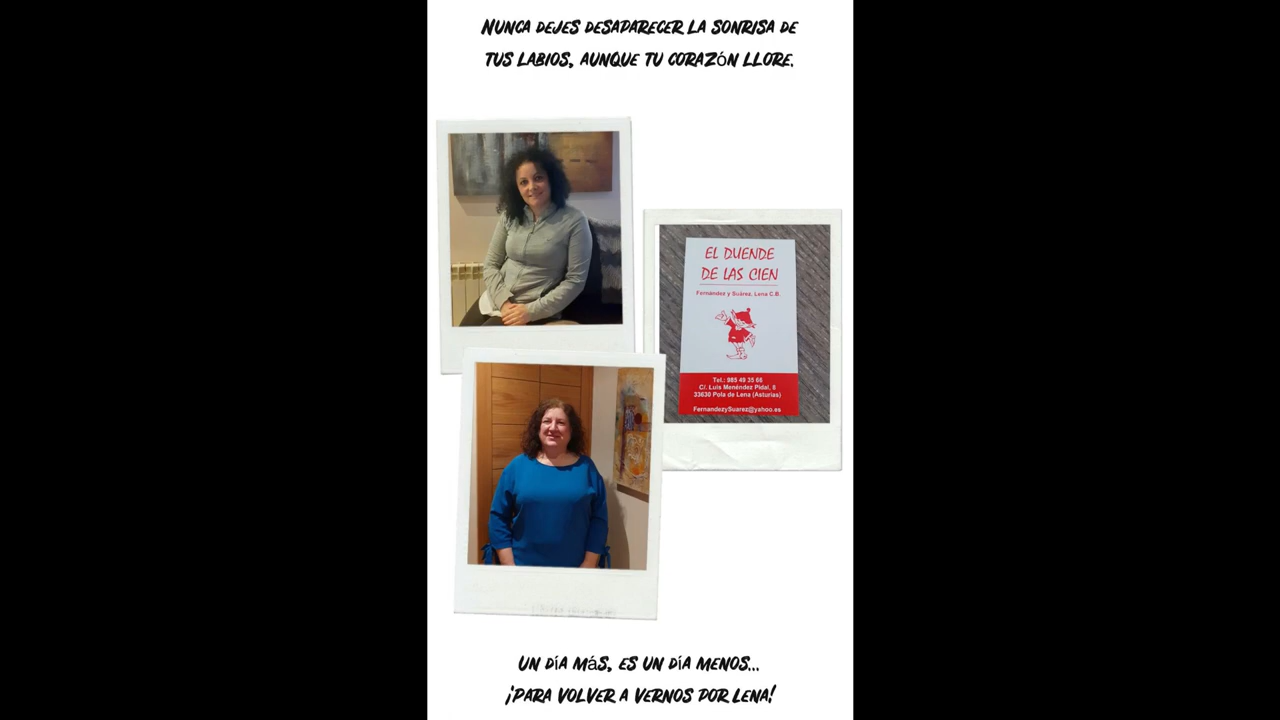 NUNCA DEJES DESAPARECER LA SONRISA DE
TUS LABIOS, AUNQUE TU CORAZÓN LLORE.
EL DUENDE
DE LAS CIEN
Fernández y Suárez, Lena C.B.
Tel.: 985 49 35 66
C/. Luis Menéndez Pidal, 6
33630 Pola de Lena (Asturias)
FernandezySuarez@yahoo.es
UN DÍA MÁS, ES UN DÍA MENOS...
¡PARA VOLVER A VERNOS POR LENA!